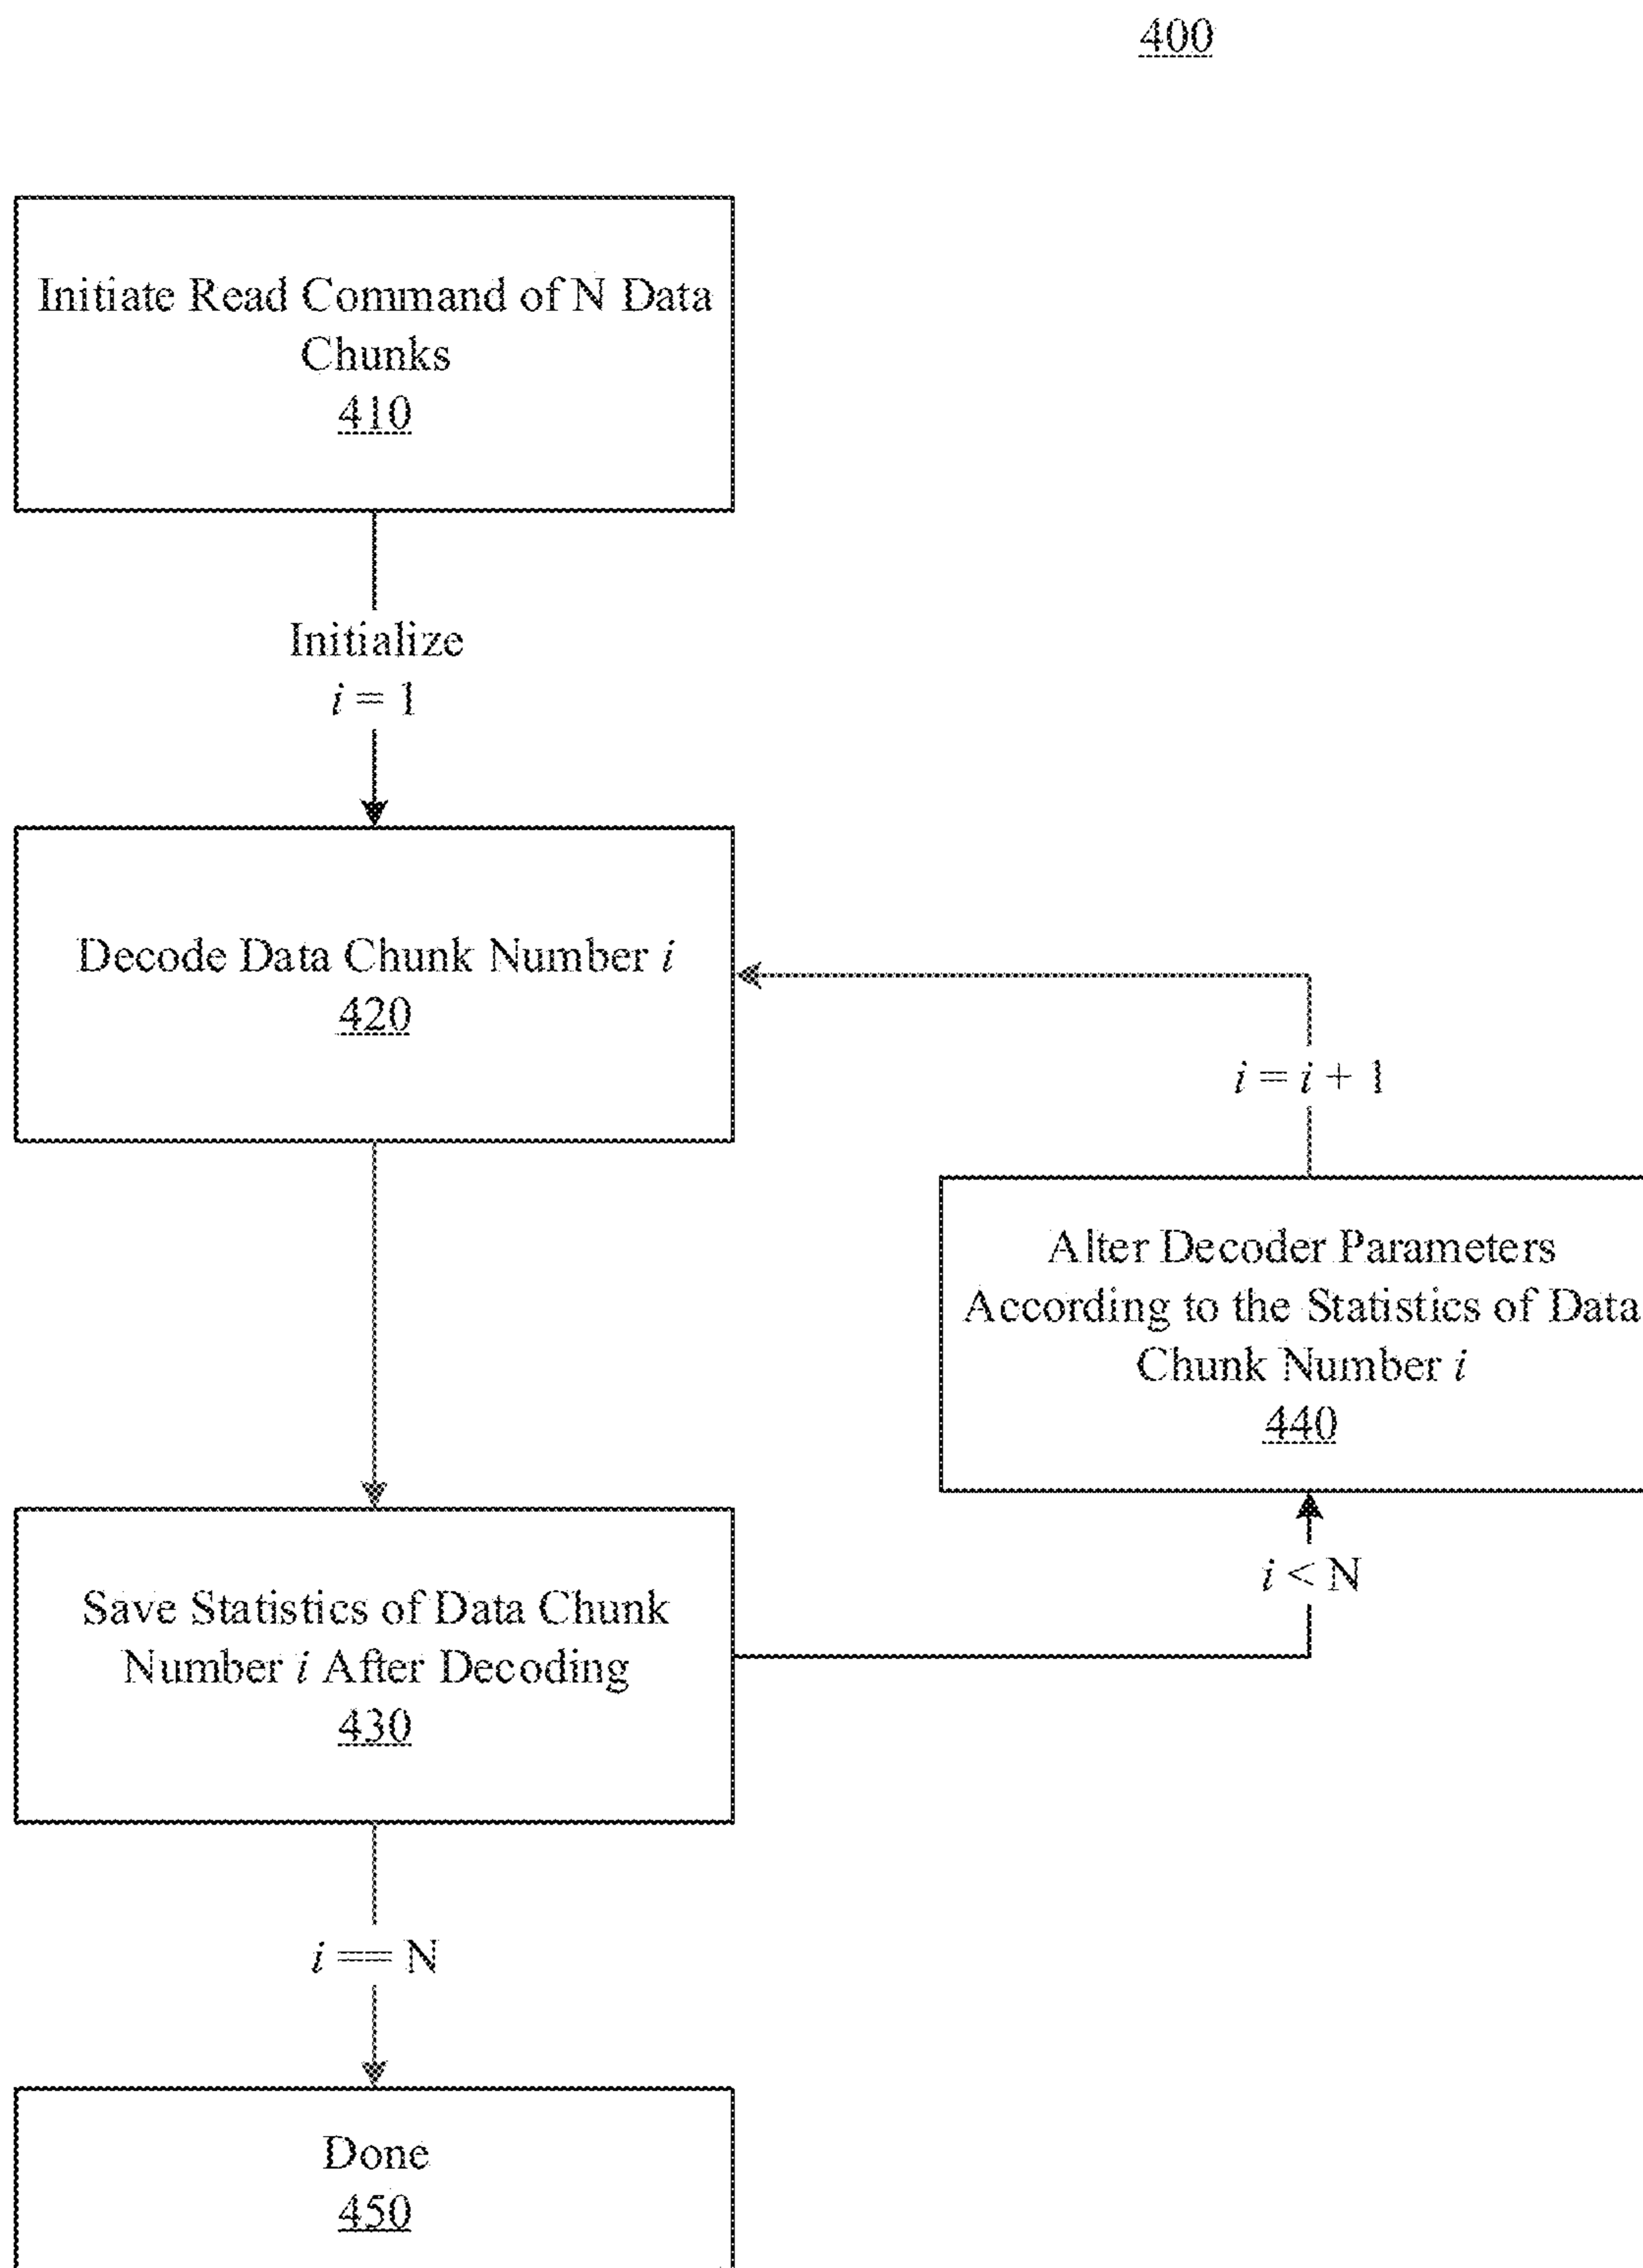 400
Initiate Read Command of N Data
Chunks
410
Initialize
i = 1
Decode Data Chunk Number i
420
i = i + 1
Alter Decoder Parameters
According to the Statistics of Data
Chunk Number i
440
i < N
Save Statistics of Data Chunk
Number i After Decoding
430
i == N
Done
450